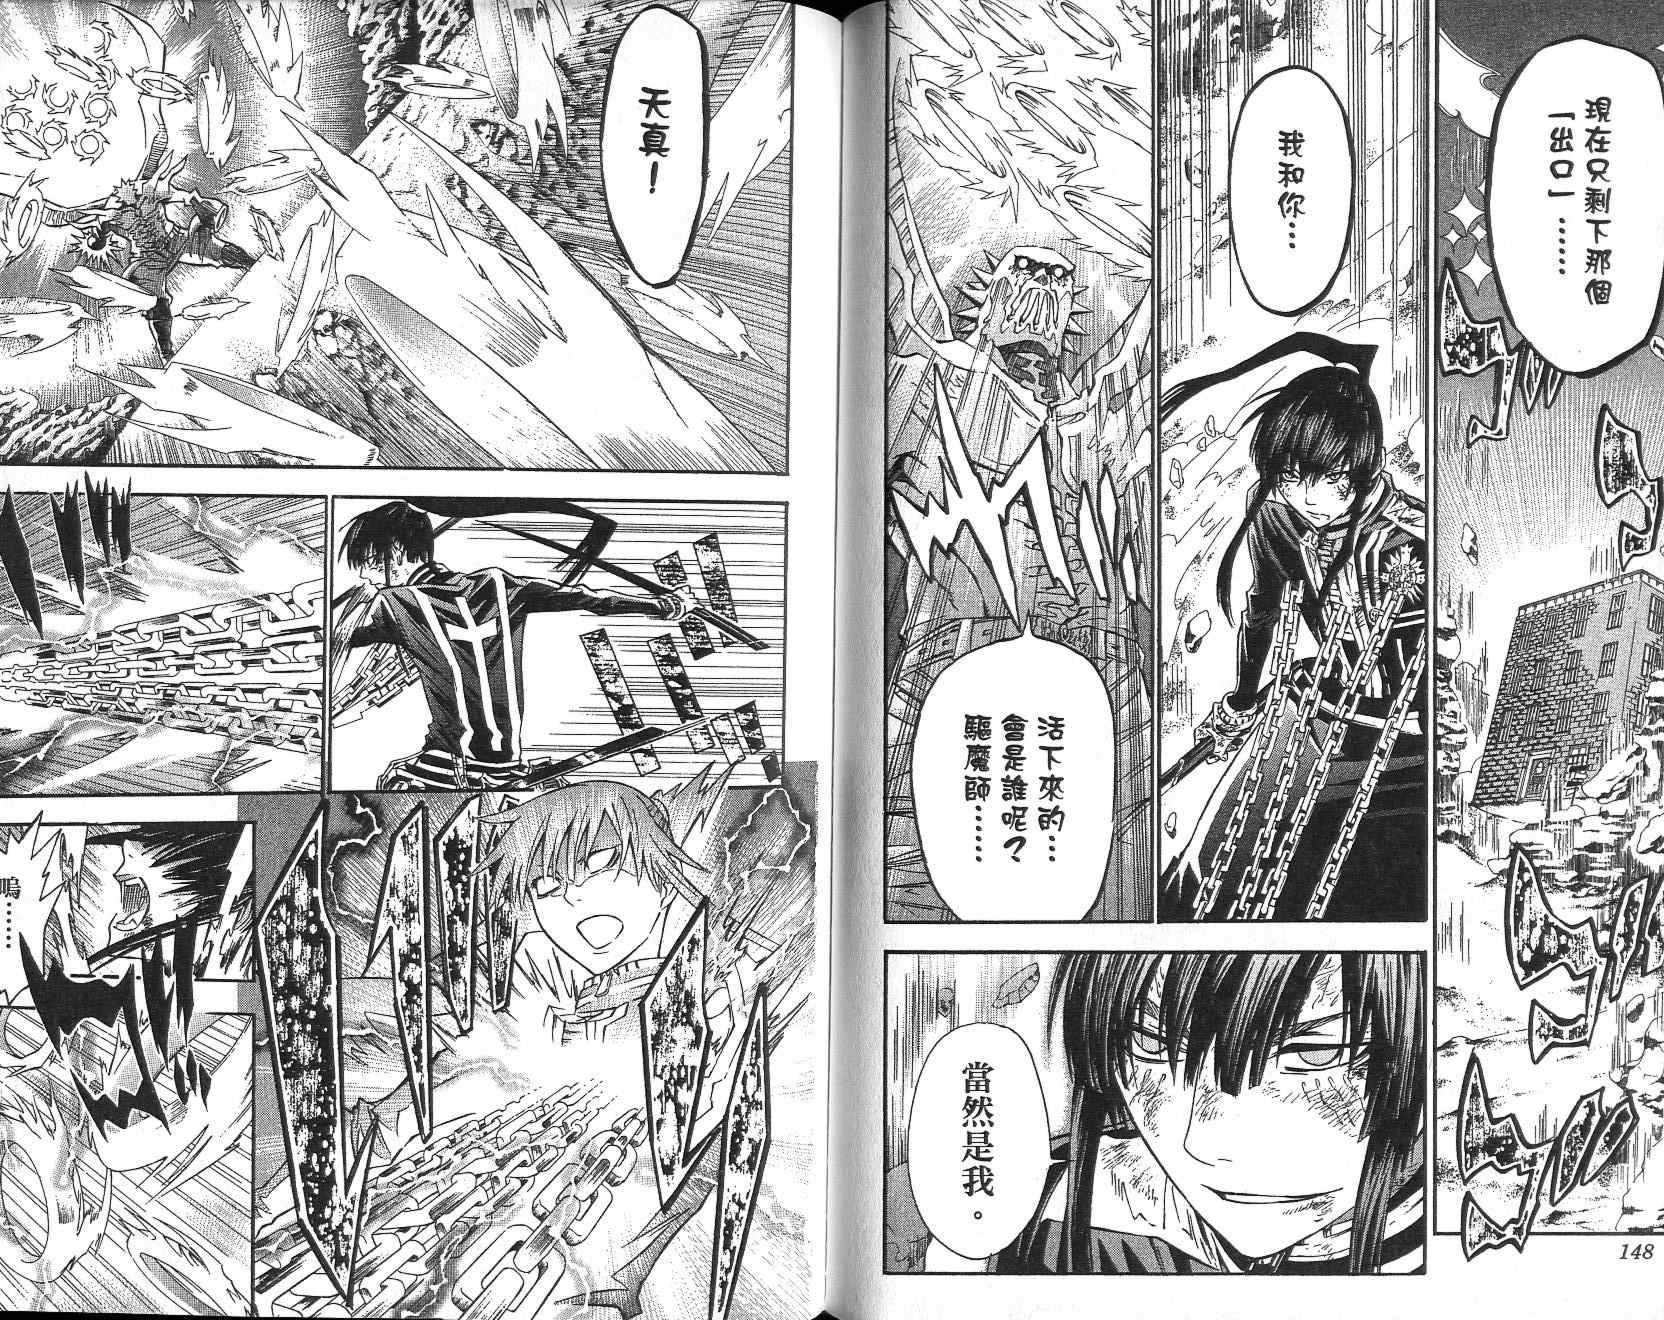 現在只剩下那個
「出口」……
我和你…
活下來的…
會是誰呢？
驅魔師……
當然是我。
148
天真！
嗚……